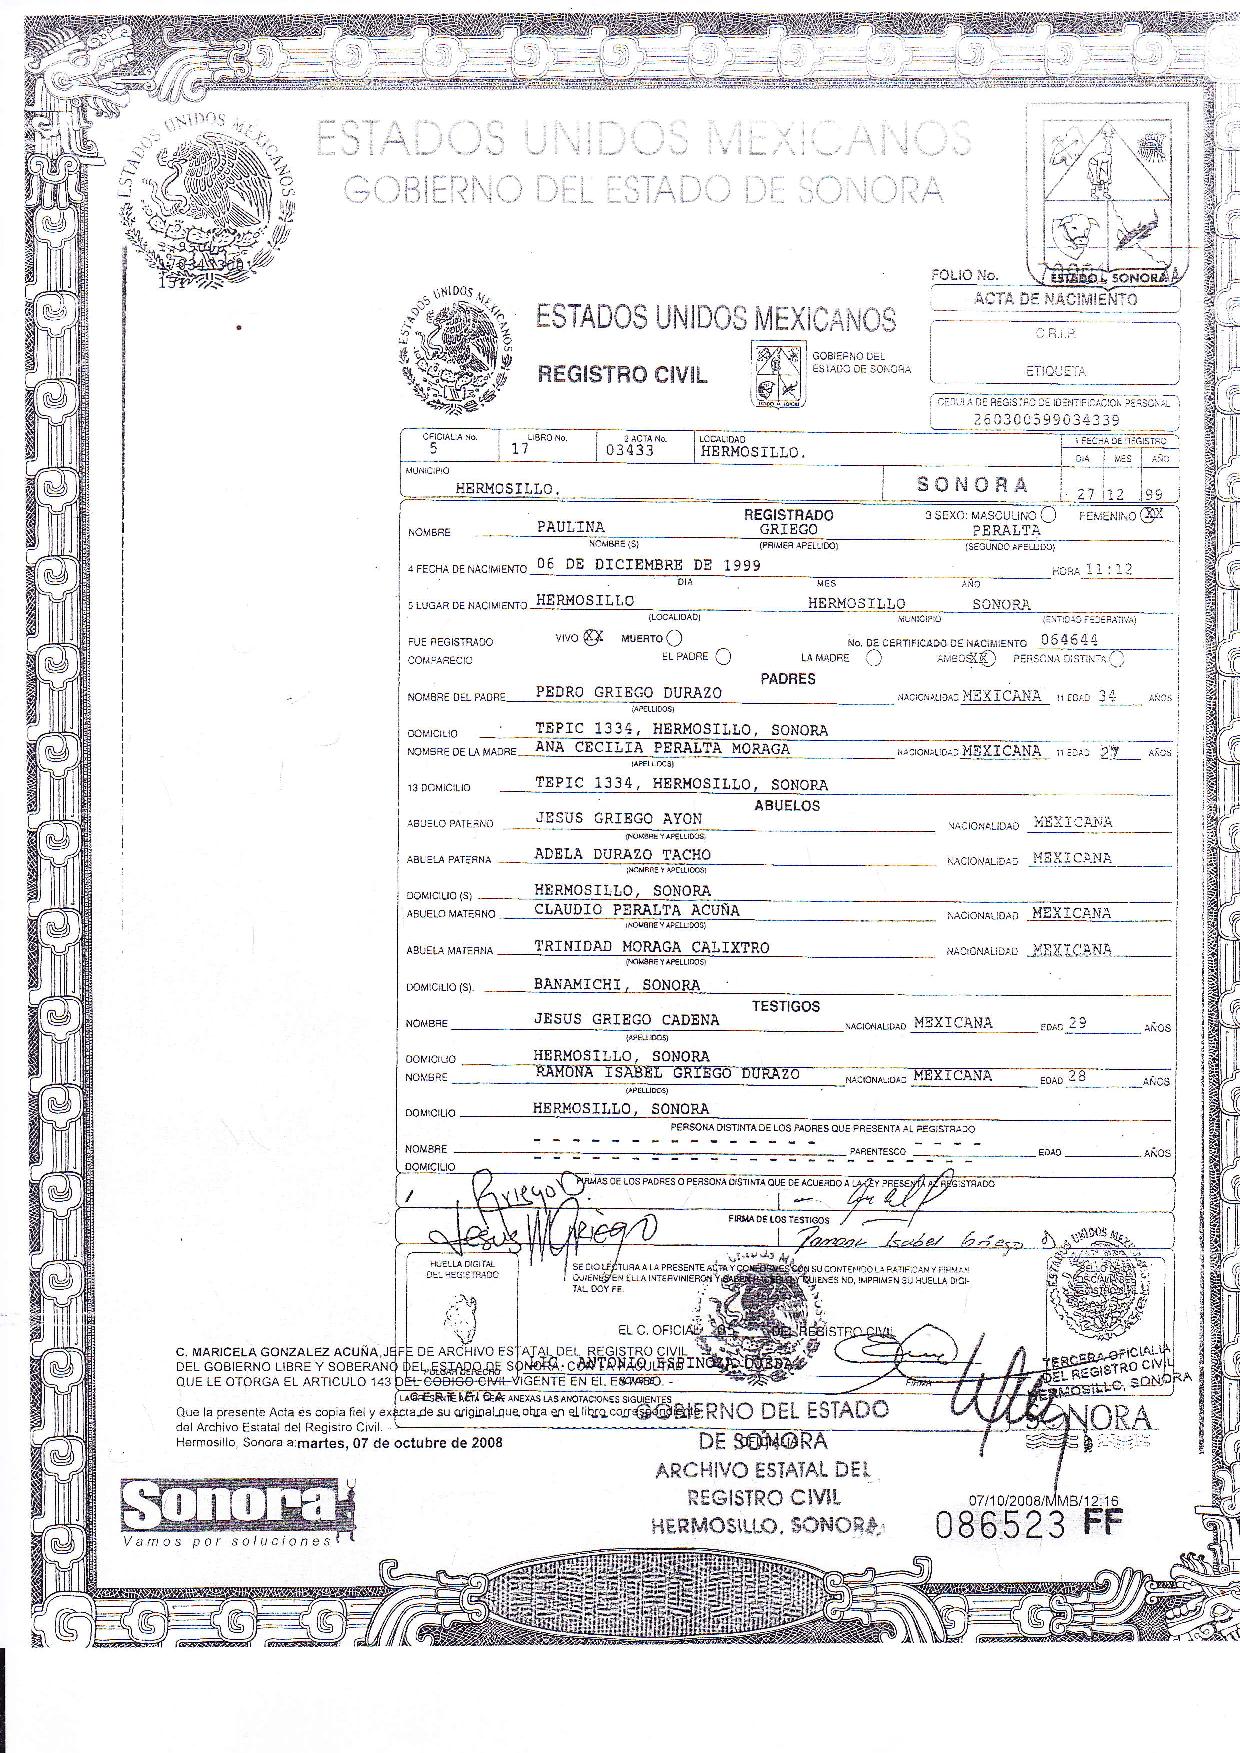 ESTADOS UNIDOS MEXICANOS
ESTADOS UNIDOS MEXICANOS
GOBIERNO DEL ESTADO DE SONORA
ESTADO SONORA
FOLIO No.
ACTA DE NACIMIENTO
ESTADOS UNIDOS MEXICANOS
ESTADOS UNIDOS MEXICANOS
C.R.I.P.
REGISTRO CIVIL
GOBIERNO DEL
ESTADO DE SONORA
ETIQUETA
CEDULA DE REGISTRO DE IDENTIFICACION PERSONAL
260300599034339
OFICIALIA No. LIBRO No. 2 ACTA No. LOCALIDAD 1 FECHA DE REGISTRO
5 17 03433 HERMOSILLO.
DIA MES AÑO
MUNICIPIO
HERMOSILLO. SONORA 27 12 99
REGISTRADO 3 SEXO: MASCULINO FEMENINO XX
NOMBRE PAULINA GRIEGO PERALTA
NOMBRE (S) (PRIMER APELLIDO) (SEGUNDO APELLIDO)
4 FECHA DE NACIMIENTO 06 DE DICIEMBRE DE 1999 HORA 11:12
DIA MES AÑO
5 LUGAR DE NACIMIENTO HERMOSILLO HERMOSILLO SONORA
(LOCALIDAD) MUNICIPIO (ENTIDAD FEDERATIVA)
FUE REGISTRADO VIVO XX MUERTO No. DE CERTIFICADO DE NACIMIENTO 064644
COMPARECIO EL PADRE LA MADRE AMBOS XX PERSONA DISTINTA
PADRES
NOMBRE DEL PADRE PEDRO GRIEGO DURAZO NACIONALIDAD MEXICANA 11 EDAD 34 AÑOS
(APELLIDOS)
DOMICILIO TEPIC 1334, HERMOSILLO, SONORA
NOMBRE DE LA MADRE ANA CECILIA PERALTA MORAGA NACIONALIDAD MEXICANA 11 EDAD 27 AÑOS
(APELLIDOS)
13 DOMICILIO TEPIC 1334, HERMOSILLO, SONORA
ABUELOS
ABUELO PATERNO JESUS GRIEGO AYON NACIONALIDAD MEXICANA
(NOMBRE Y APELLIDOS)
ABUELA PATERNA ADELA DURAZO TACHO NACIONALIDAD MEXICANA
(NOMBRE Y APELLIDOS)
DOMICILIO (S) HERMOSILLO, SONORA
ABUELO MATERNO CLAUDIO PERALTA ACUÑA NACIONALIDAD MEXICANA
(NOMBRE Y APELLIDOS)
ABUELA MATERNA TRINIDAD MORAGA CALIXTRO NACIONALIDAD MEXICANA
(NOMBRE Y APELLIDOS)
DOMICILIO (S). BANAMICHI, SONORA
TESTIGOS
NOMBRE JESUS GRIEGO CADENA NACIONALIDAD MEXICANA EDAD 29 AÑOS
(APELLIDOS)
DOMICILIO HERMOSILLO, SONORA
NOMBRE RAMONA ISABEL GRIEGO DURAZO NACIONALIDAD MEXICANA EDAD 28 AÑOS
(APELLIDOS)
DOMICILIO HERMOSILLO, SONORA
PERSONA DISTINTA DE LOS PADRES QUE PRESENTA AL REGISTRADO
NOMBRE PARENTESCO EDAD AÑOS
DOMICILIO
FIRMAS DE LOS PADRES O PERSONA DISTINTA QUE DE ACUERDO A LA LEY PRESENTA AL REGISTRADO
Griego D.
FIRMA DE LOS TESTIGOS
Jesus M Griego Ramona Isabel Griego D
HUELLA DIGITAL
DEL REGISTRADO
SE DIO LECTURA A LA PRESENTE ACTA Y CONFORMES CON SU CONTENIDO LA RATIFICAN Y FIRMAN
QUIENES EN ELLA INTERVINIERON Y SABEN HACERLO Y QUIENES NO, IMPRIMEN SU HUELLA DIGI-
TAL. DOY FE.
EL C. OFICIAL 05 DEL REGISTRO CIVIL
LIC. ANTONIO ESPINOZA
FIRMA
PULGAR DERECHO
C. MARICELA GONZALEZ ACUÑA, JEFE DE ARCHIVO ESTATAL DEL REGISTRO CIVIL
DEL GOBIERNO LIBRE Y SOBERANO DEL ESTADO DE SONORA, CON FACULTAD
QUE LE OTORGA EL ARTICULO 143 DEL CODIGO CIVIL VIGENTE EN EL ESTADO. -
CERTIFICA
ANEXAS LAS ANOTACIONES SIGUIENTES
Que la presente Acta es copia fiel y exacta de su original que obra en el libro correspondiente
del Archivo Estatal del Registro Civil.
Hermosillo, Sonora a: martes, 07 de octubre de 2008
TERCERA OFICIALIA
DEL REGISTRO CIVIL
HERMOSILLO, SONORA
SONORA
GOBIERNO DEL ESTADO
DE SONORA
ARCHIVO ESTATAL DEL
REGISTRO CIVIL
HERMOSILLO, SONORA,
Sonora
Vamos por soluciones
07/10/2008/MMB/12:16
086523 FF